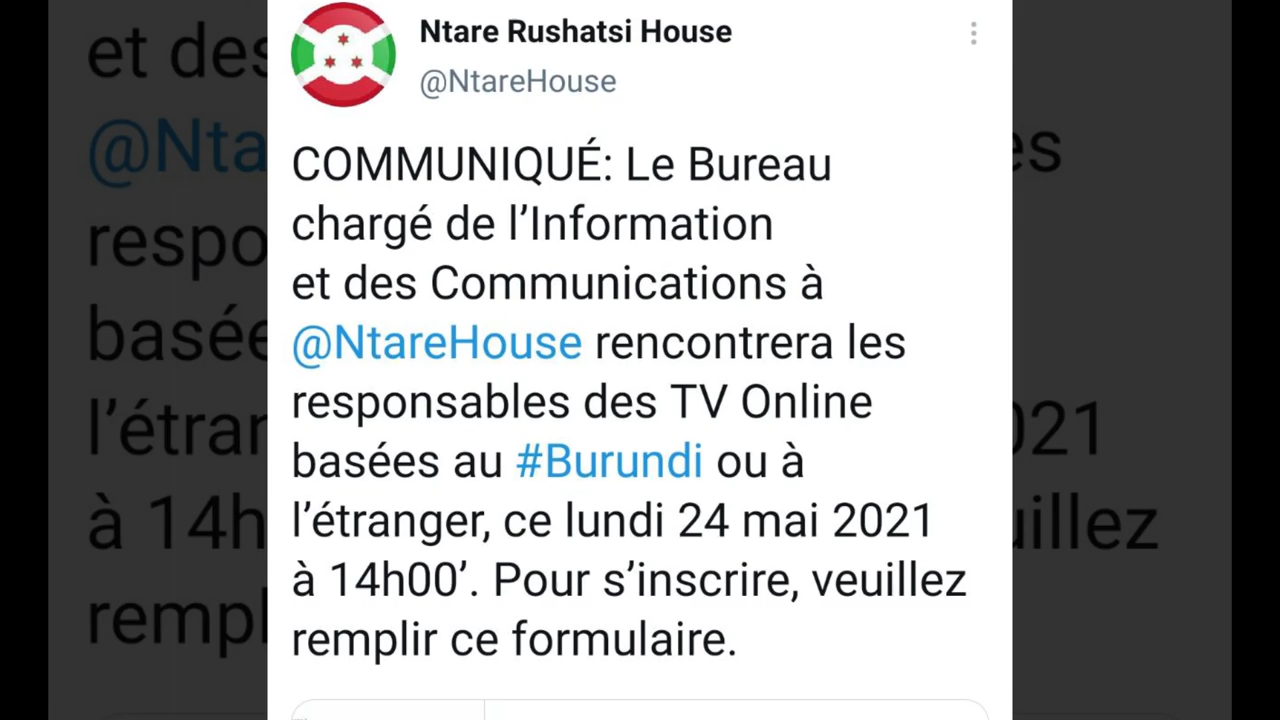 Ntare Rushatsi House
@NtareHouse
COMMUNIQUÉ: Le Bureau
chargé de l’Information
et des Communications à
@NtareHouse rencontrera les
responsables des TV Online
basées au #Burundi ou à
l’étranger, ce lundi 24 mai 2021
à 14h00’. Pour s’inscrire, veuillez
remplir ce formulaire.